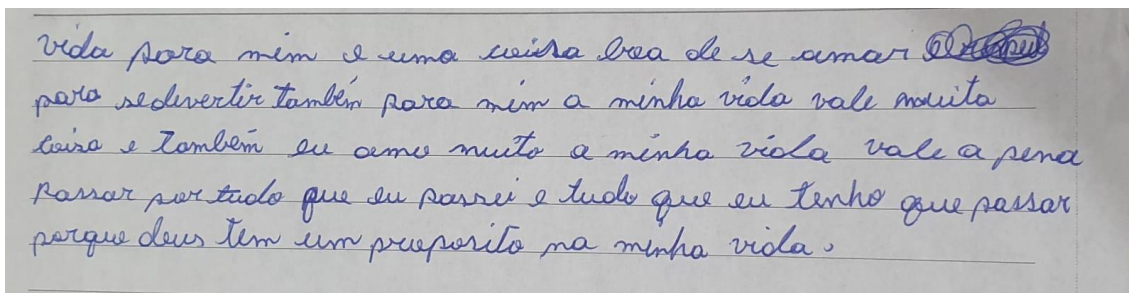 vida para mim e uma coisa boa de se amar
para se divertir também para mim a minha vida vale muita
coisa e também eu amo muito a minha vida vale a pena
passar por tudo que eu passei e tudo que eu tenho que passar
porque deus tem um proposito na minha vida.